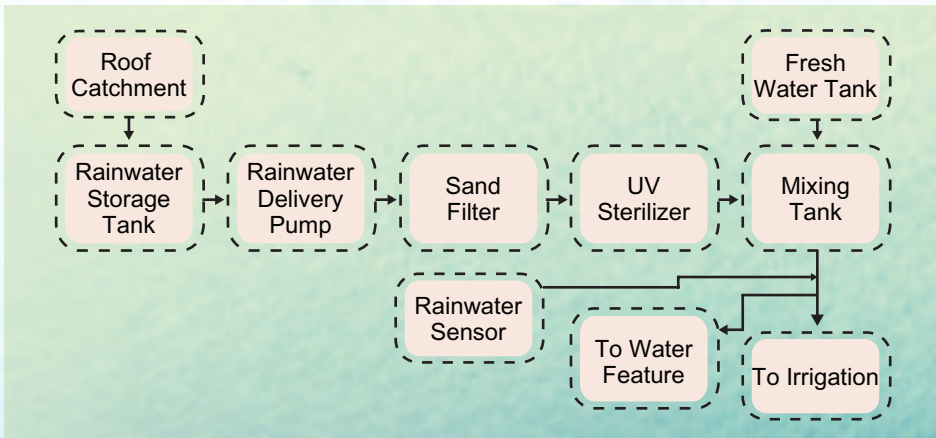 Roof
Catchment
Fresh
Water Tank
Rainwater
Storage
Tank
Rainwater
Delivery
Pump
Sand
Filter
UV
Sterilizer
Mixing
Tank
Rainwater
Sensor
To Water
Feature
To Irrigation